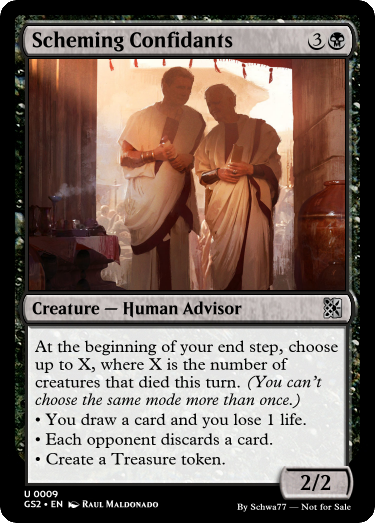 Scheming Confidants 3
Creature — Human Advisor
At the beginning of your end step, choose
up to X, where X is the number of
creatures that died this turn. (You can't
choose the same mode more than once.)
• You draw a card and you lose 1 life.
• Each opponent discards a card.
• Create a Treasure token.
2/2
U 0009
GS2 • EN Raul Maldonado
By Schwa77 — Not for Sale